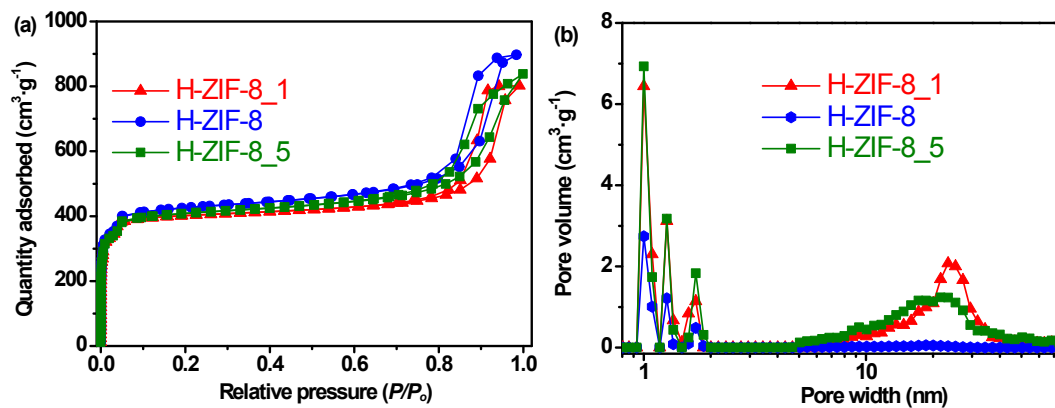 (a)
1000
800
600
400
200
0
Quantity adsorbed (cm³·g⁻¹)
H-ZIF-8_1
H-ZIF-8
H-ZIF-8_5
0.0 0.2 0.4 0.6 0.8 1.0
Relative pressure (P/Pₒ)
(b)
8
6
4
2
0
Pore volume (cm³·g⁻¹)
H-ZIF-8_1
H-ZIF-8
H-ZIF-8_5
1 10
Pore width (nm)